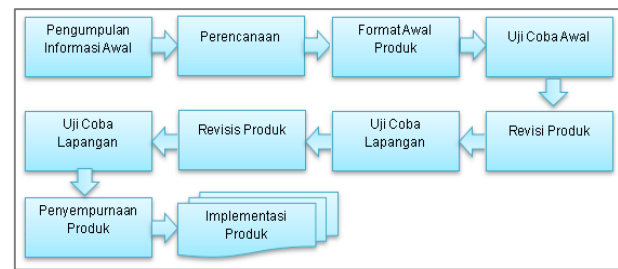 Pengumpulan
Informasi Awal
Perencanaan
Format Awal
Produk
Uji Coba Awal
Revisi Produk
Uji Coba
Lapangan
Revisis Produk
Uji Coba
Lapangan
Penyempurnaan
Produk
Implementasi
Produk